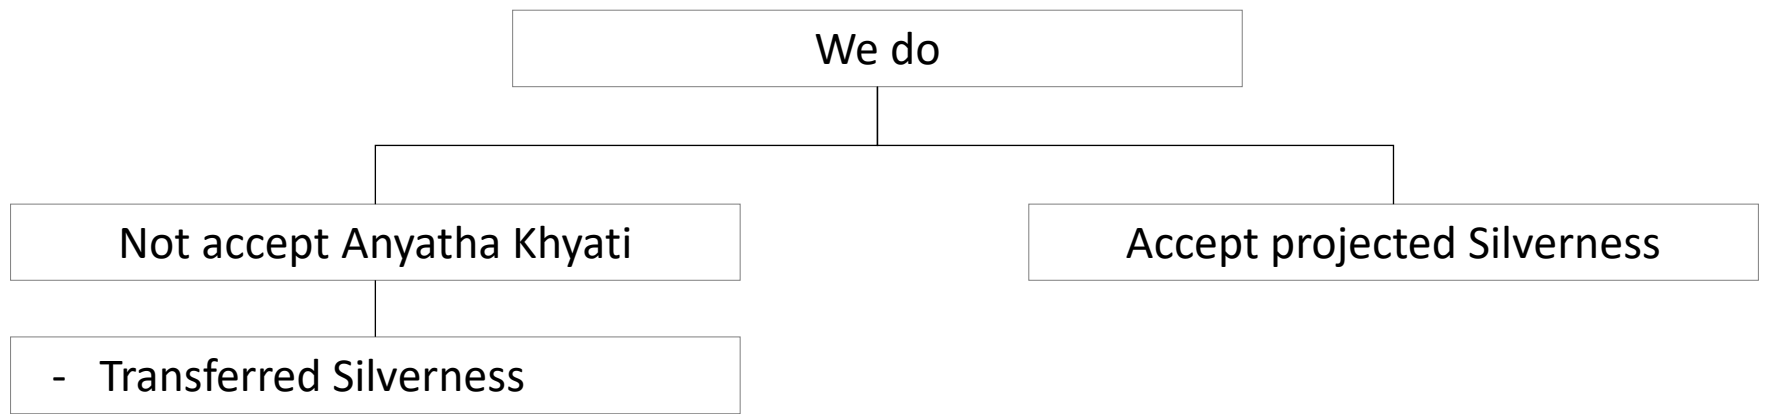 We do
Not accept Anyatha Khyati
Accept projected Silverness
- Transferred Silverness